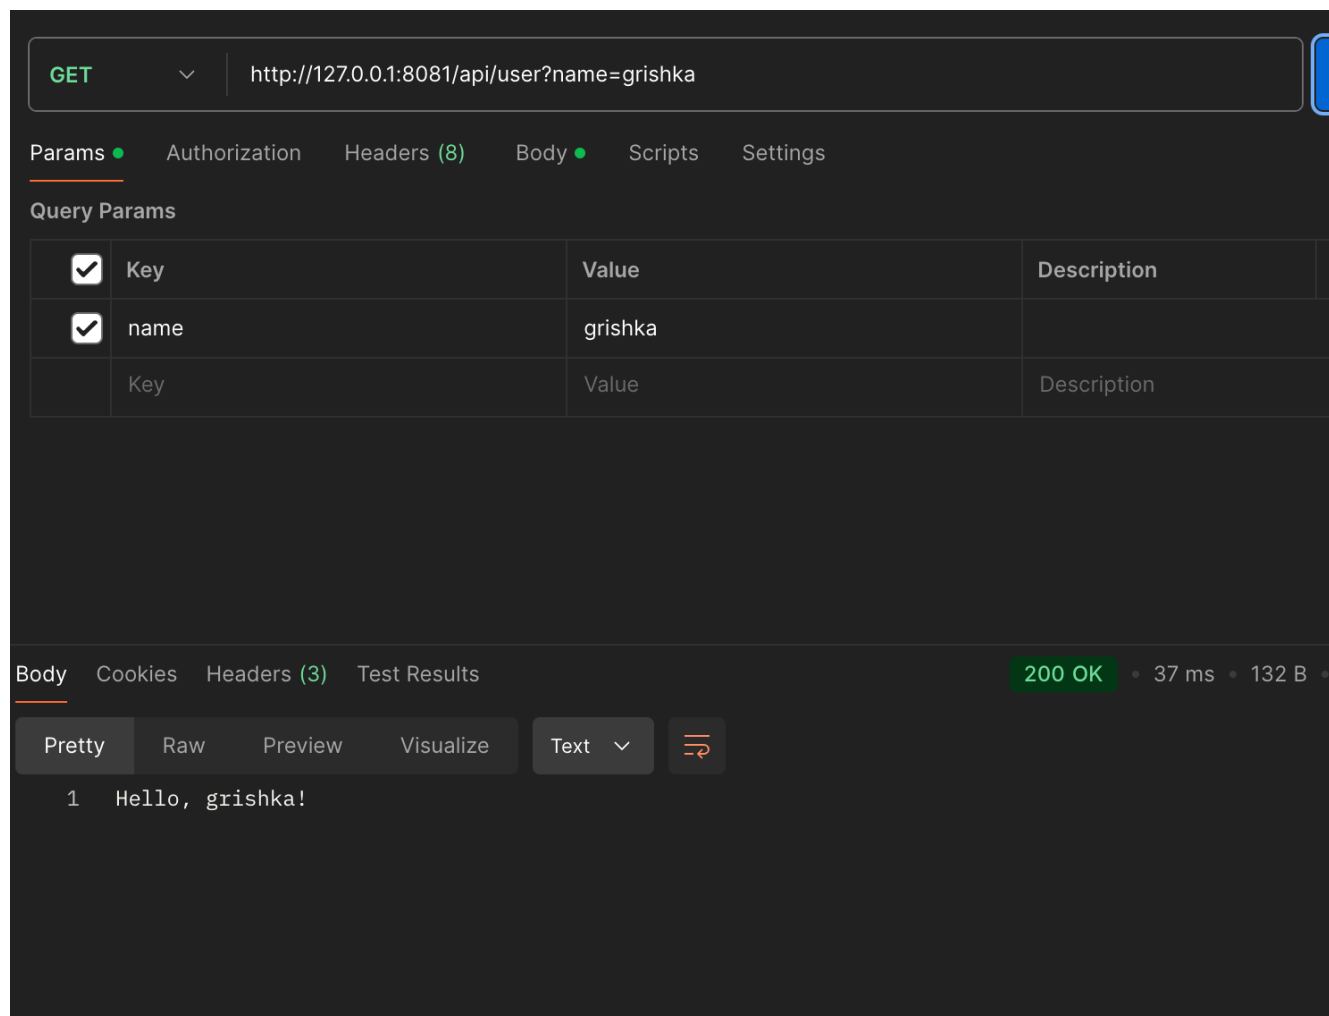 GET http://127.0.0.1:8081/api/user?name=grishka
Params Authorization Headers (8) Body Scripts Settings
Query Params
Key Value Description
name grishka
Key Value Description
Body Cookies Headers (3) Test Results 200 OK 37 ms 132 B
Pretty Raw Preview Visualize Text
1 Hello, grishka!